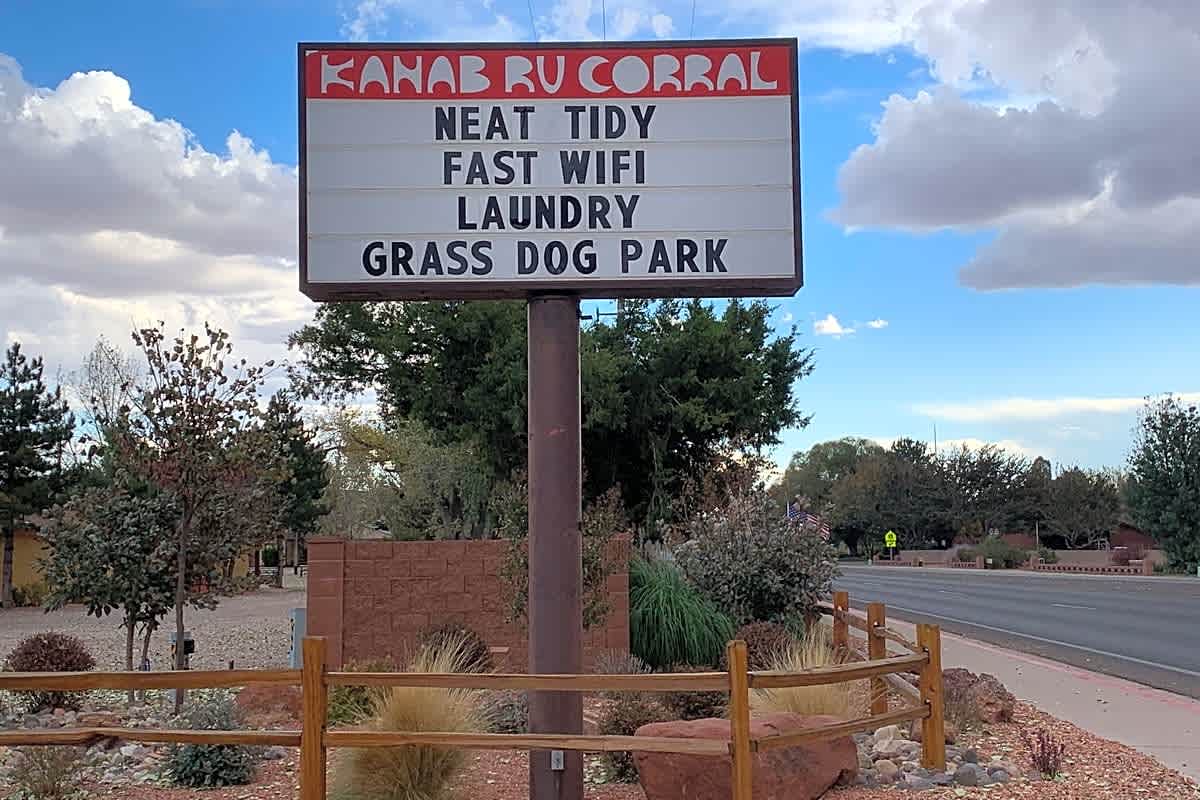 KANAB RV CORRAL
NEAT TIDY
FAST WIFI
LAUNDRY
GRASS DOG PARK